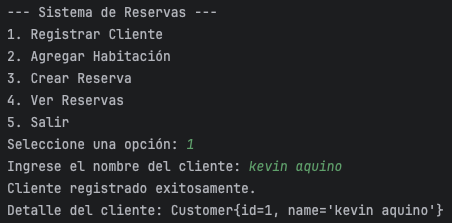 --- Sistema de Reservas ---
1. Registrar Cliente
2. Agregar Habitación
3. Crear Reserva
4. Ver Reservas
5. Salir
Seleccione una opción: 1
Ingrese el nombre del cliente: kevin aquino
Cliente registrado exitosamente.
Detalle del cliente: Customer{id=1, name='kevin aquino'}